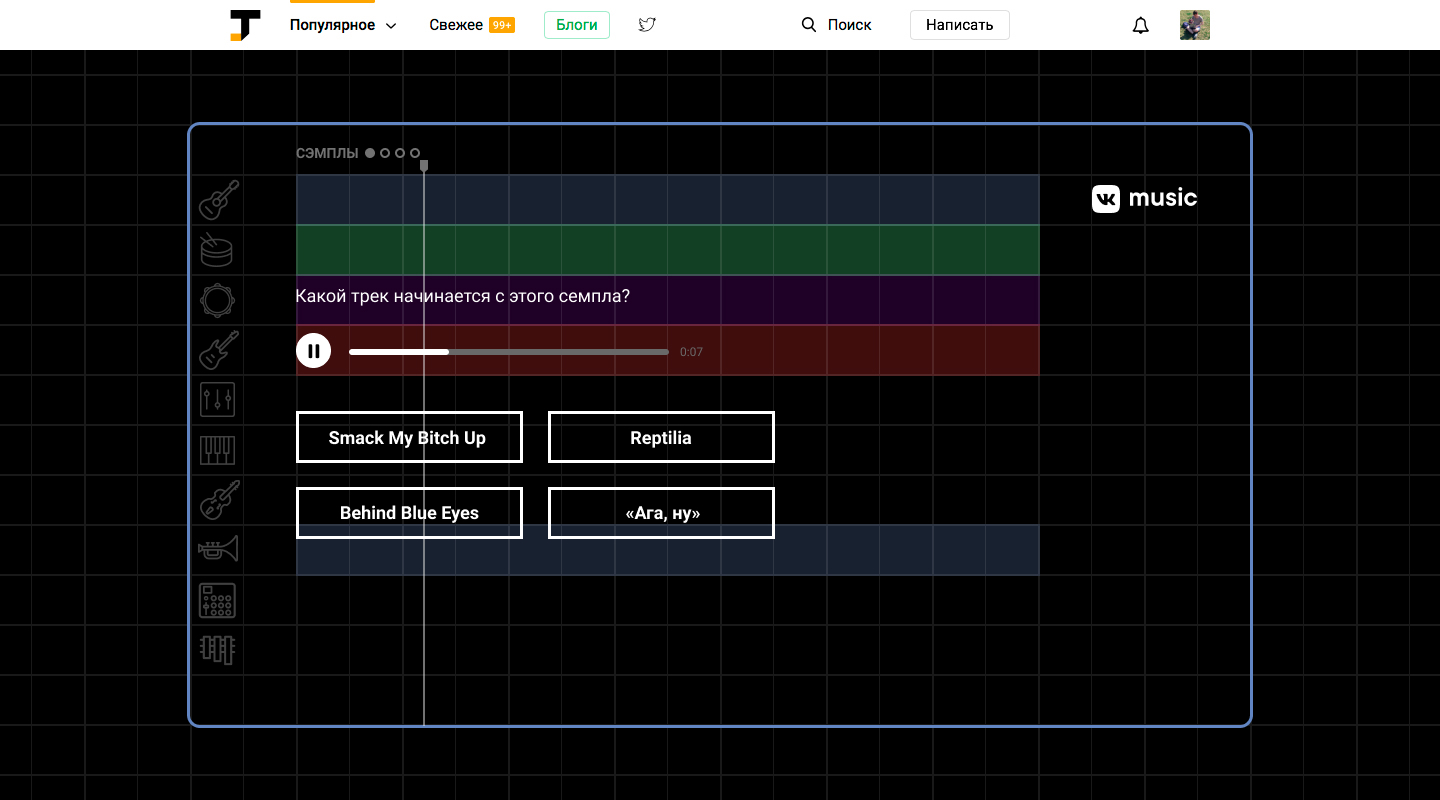 Популярное
Свежее 99+
Блоги
Поиск
Написать
СЭМПЛЫ
music
Какой трек начинается с этого семпла?
0:07
Smack My Bitch Up
Reptilia
Behind Blue Eyes
«Ага, ну»